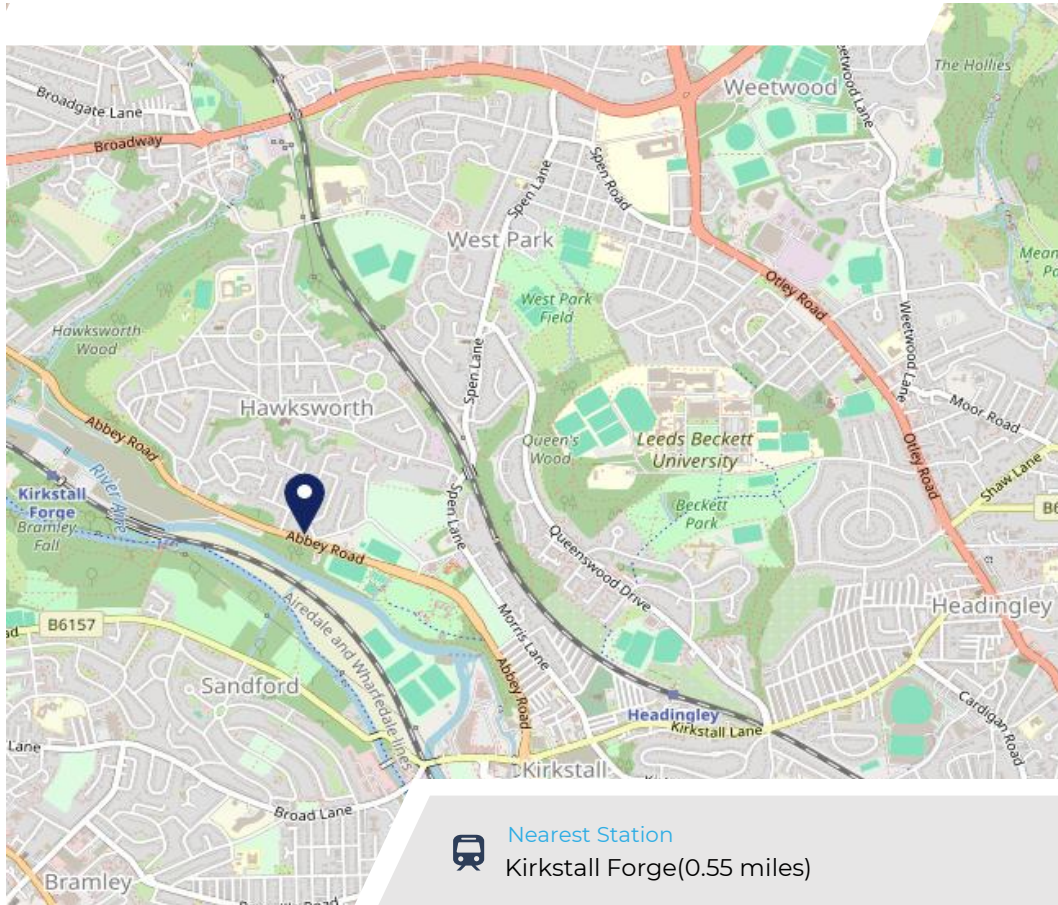 The Hollies
Weetwood
Weetwood Lane
Broadgate Lane
Broadway
Spen Lane
Spen Road
West Park
Otley Road
West Park
Field
Hawksworth
Wood
Weetwood Lane
Spen Lane
Hawksworth
Moor Road
Abbey Road
Queen's
Wood
Leeds Beckett
University
Otley Road
Shaw Lane
River Aire
Kirkstall
Forge
Bramley
Fall
Spen Lane
Beckett
Park
Abbey Road
Queenswood Drive
Headingley
B6157
Airedale and Wharfedale lines
Morris Lane
Sandford
Abbey Road
Cardigan Road
Headingley
Kirkstall Lane
Lane
Kirkstall
Broad Lane
Bramley
Nearest Station
Kirkstall Forge(0.55 miles)